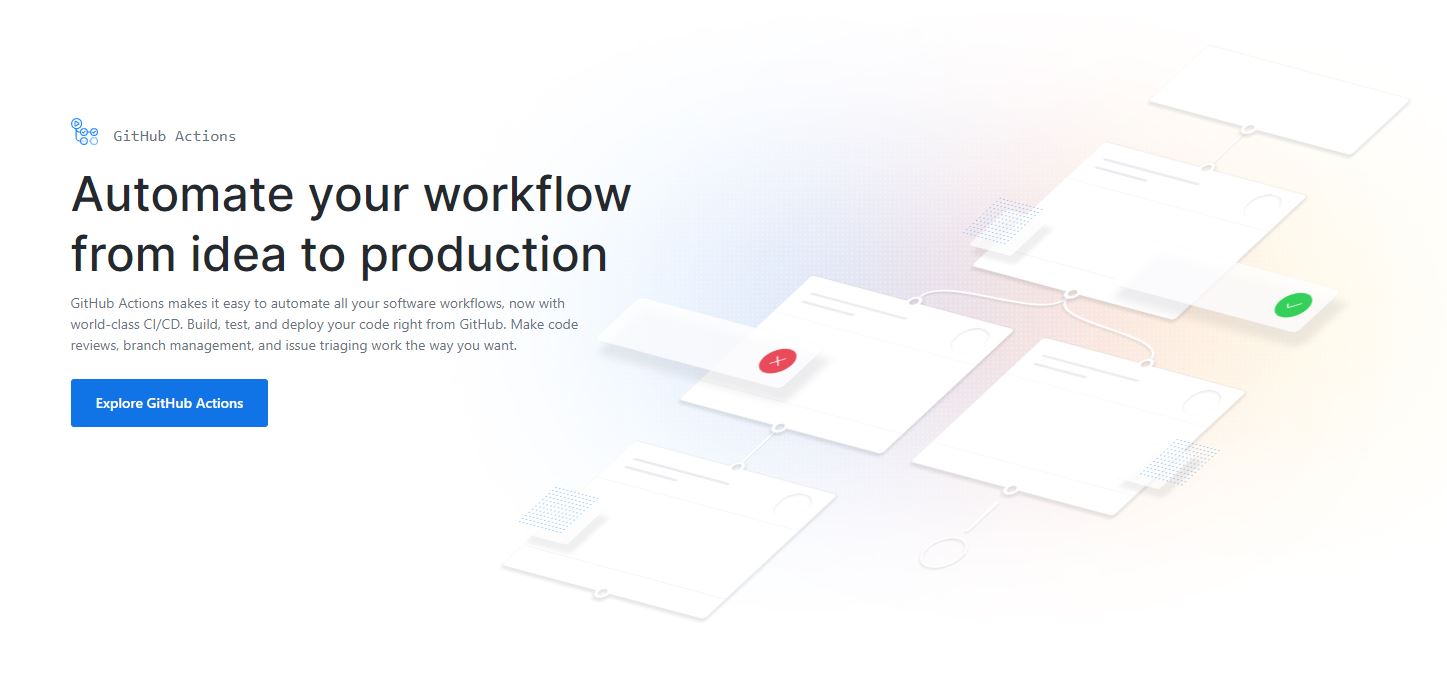 GitHub Actions
Automate your workflow
from idea to production
GitHub Actions makes it easy to automate all your software workflows, now with
world-class CI/CD. Build, test, and deploy your code right from GitHub. Make code
reviews, branch management, and issue triaging work the way you want.
Explore GitHub Actions